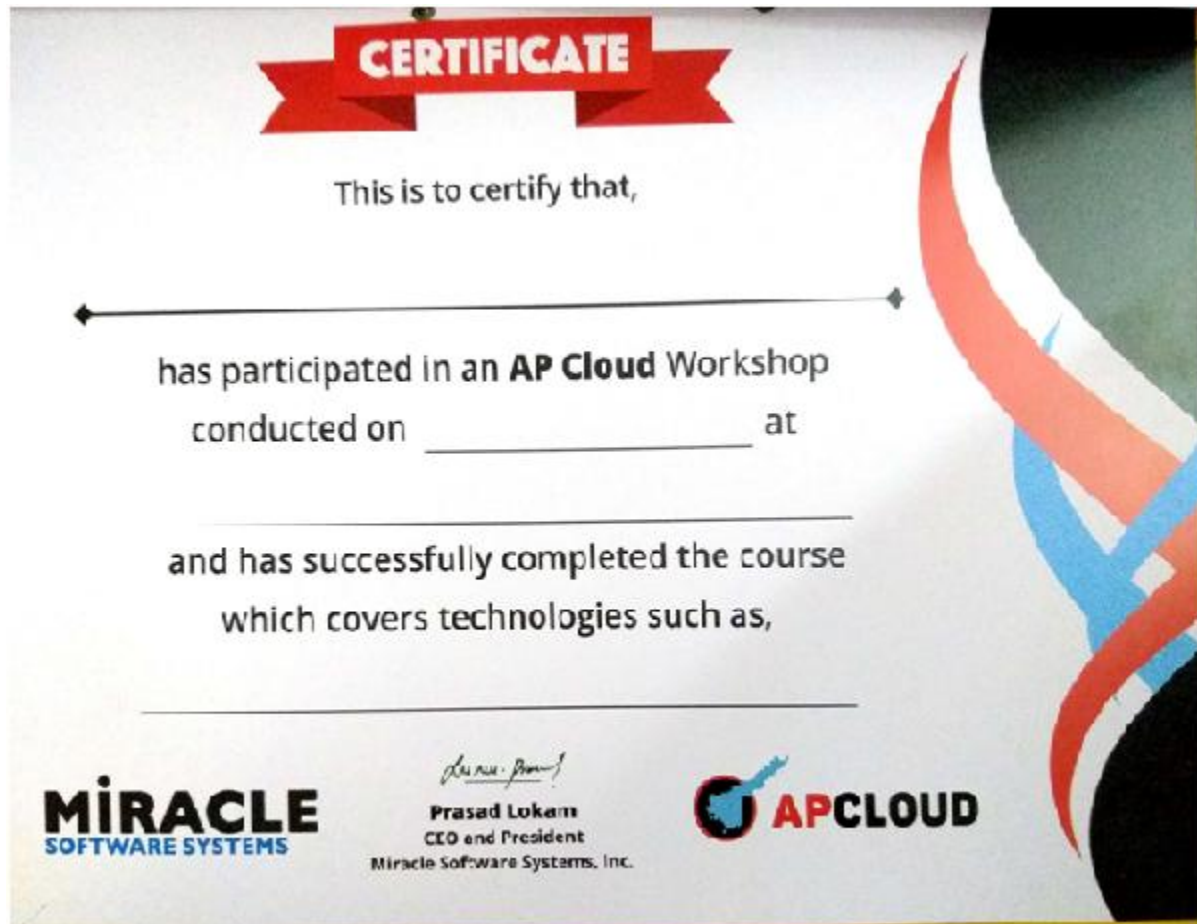 CERTIFICATE
This is to certify that,
has participated in an AP Cloud Workshop
conducted on at
and has successfully completed the course
which covers technologies such as,
MiRACLE
SOFTWARE SYSTEMS
Prasad Lokam
CEO and President
Miracle Software Systems, Inc.
APCLOUD